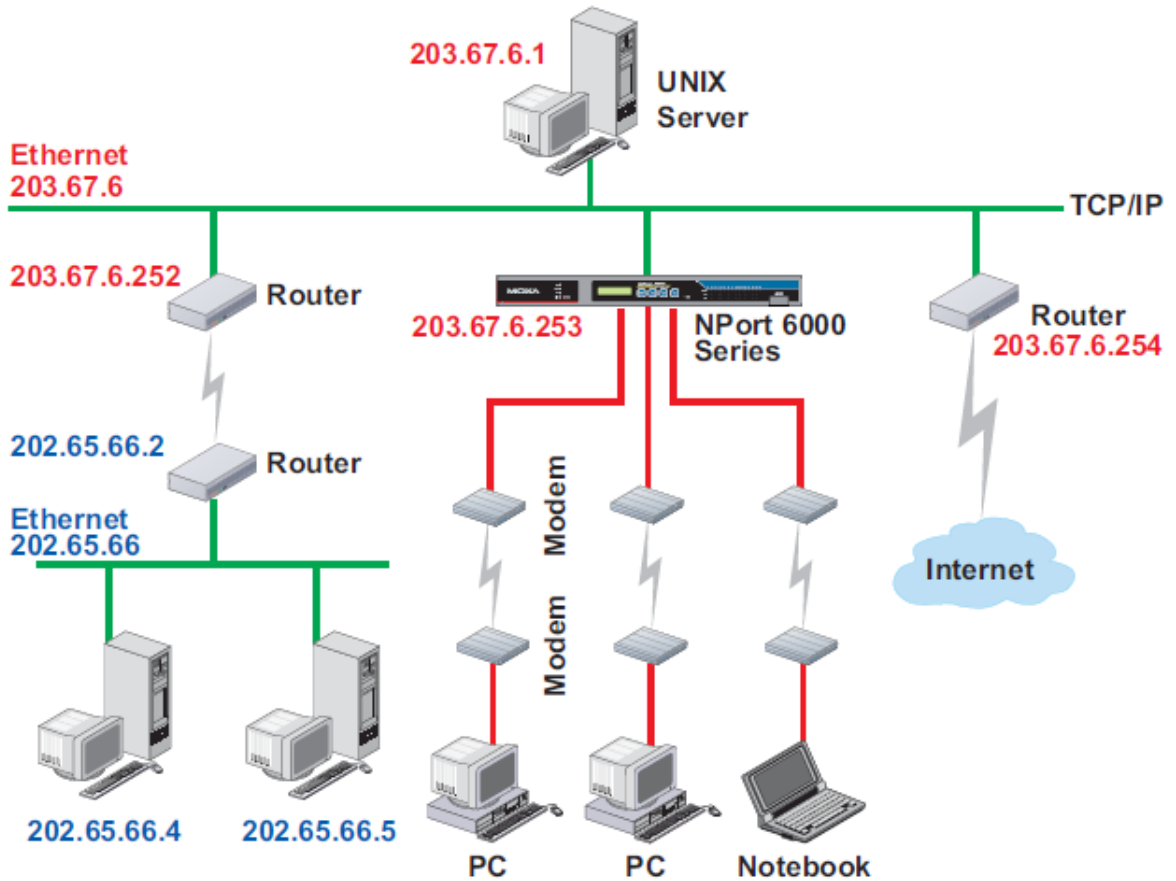 203.67.6.1
UNIX
Server
Ethernet
203.67.6
TCP/IP
203.67.6.252
Router
MOXA
203.67.6.253
NPort 6000
Series
Router
203.67.6.254
202.65.66.2
Router
Modem
Modem
Ethernet
202.65.66
Internet
202.65.66.4
202.65.66.5
PC
PC
Notebook